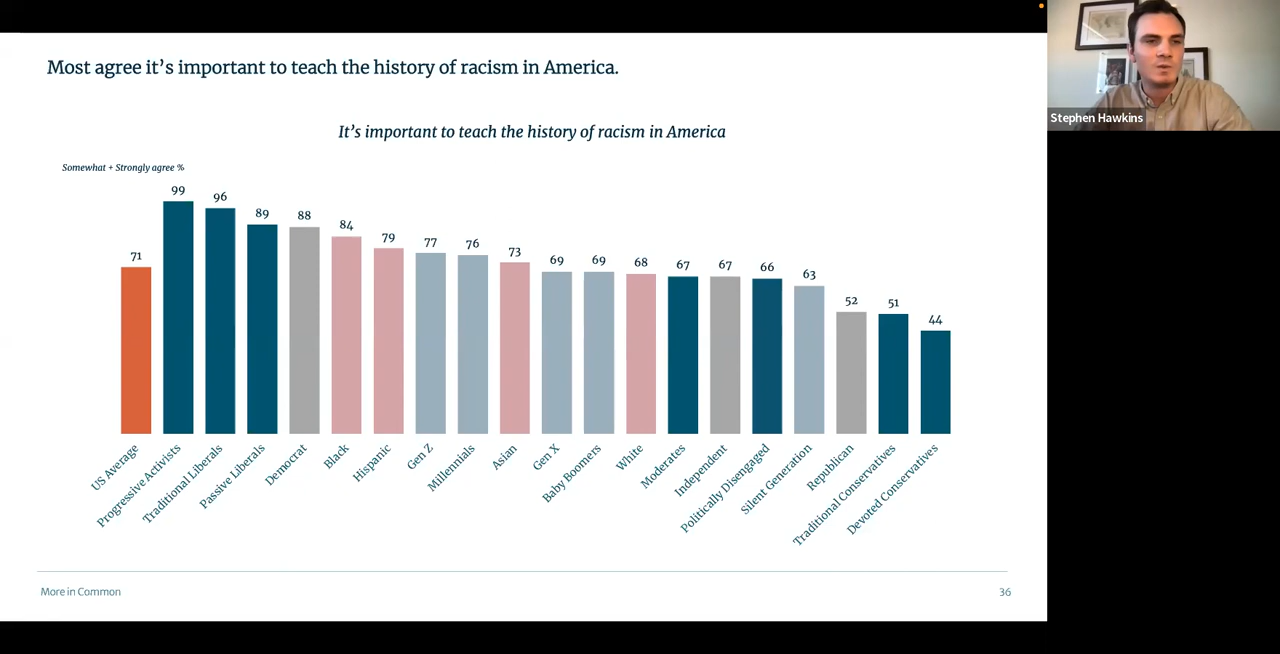 Most agree it’s important to teach the history of racism in America.
Stephen Hawkins
It’s important to teach the history of racism in America
Somewhat + Strongly agree %
71
99
96
89
88
84
79
77
76
73
69
69
68
67
67
66
63
52
51
44
US Average
Progressive Activists
Traditional Liberals
Passive Liberals
Democrat
Black
Hispanic
Gen Z
Millennials
Asian
Gen X
Baby Boomers
White
Moderates
Independent
Politically Disengaged
Silent Generation
Republican
Traditional Conservatives
Devoted Conservatives
More in Common
36